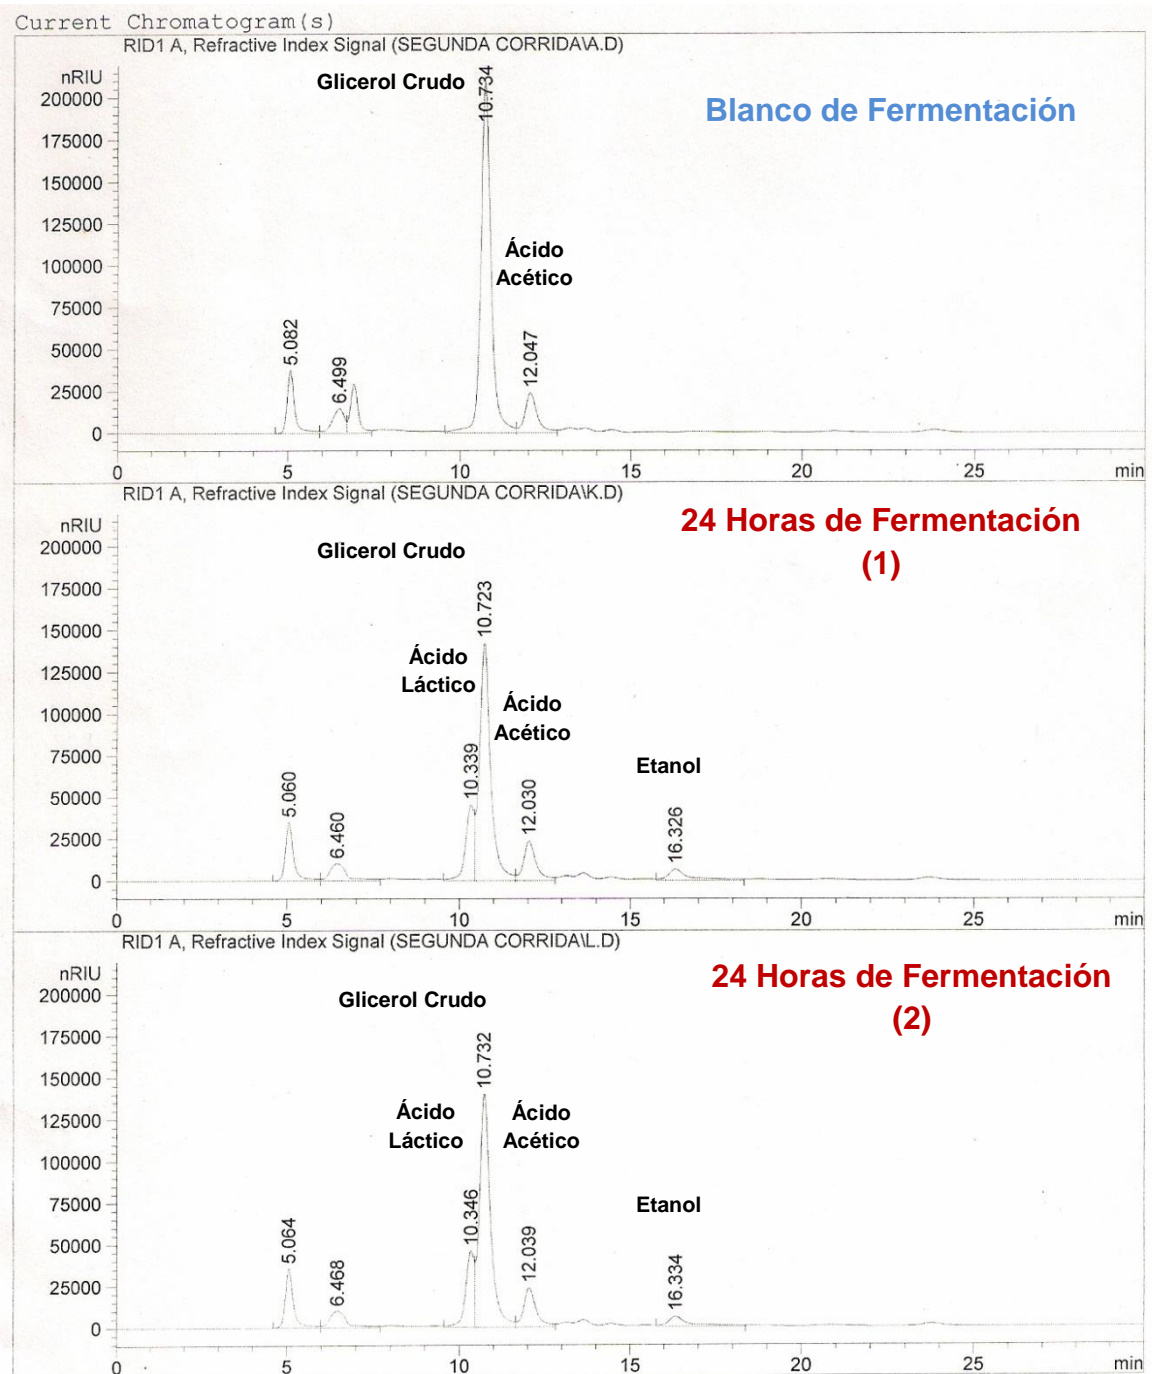 Current Chromatogram(s)
RID1 A, Refractive Index Signal (SEGUNDA CORRIDA\A.D)
nRIU
200000
175000
150000
125000
100000
75000
50000
25000
0
Glicerol Crudo
10.734
Blanco de Fermentación
Ácido
Acético
5.082
6.499
12.047
0
5
10
15
20
25
min
RID1 A, Refractive Index Signal (SEGUNDA CORRIDA\K.D)
nRIU
200000
175000
150000
125000
100000
75000
50000
25000
0
24 Horas de Fermentación
(1)
Glicerol Crudo
10.723
Ácido
Láctico
Ácido
Acético
Etanol
5.060
6.460
10.339
12.030
16.326
0
5
10
15
20
25
min
RID1 A, Refractive Index Signal (SEGUNDA CORRIDA\L.D)
nRIU
200000
175000
150000
125000
100000
75000
50000
25000
0
24 Horas de Fermentación
(2)
Glicerol Crudo
10.732
Ácido
Láctico
Ácido
Acético
Etanol
5.064
6.468
10.346
12.039
16.334
0
5
10
15
20
25
min